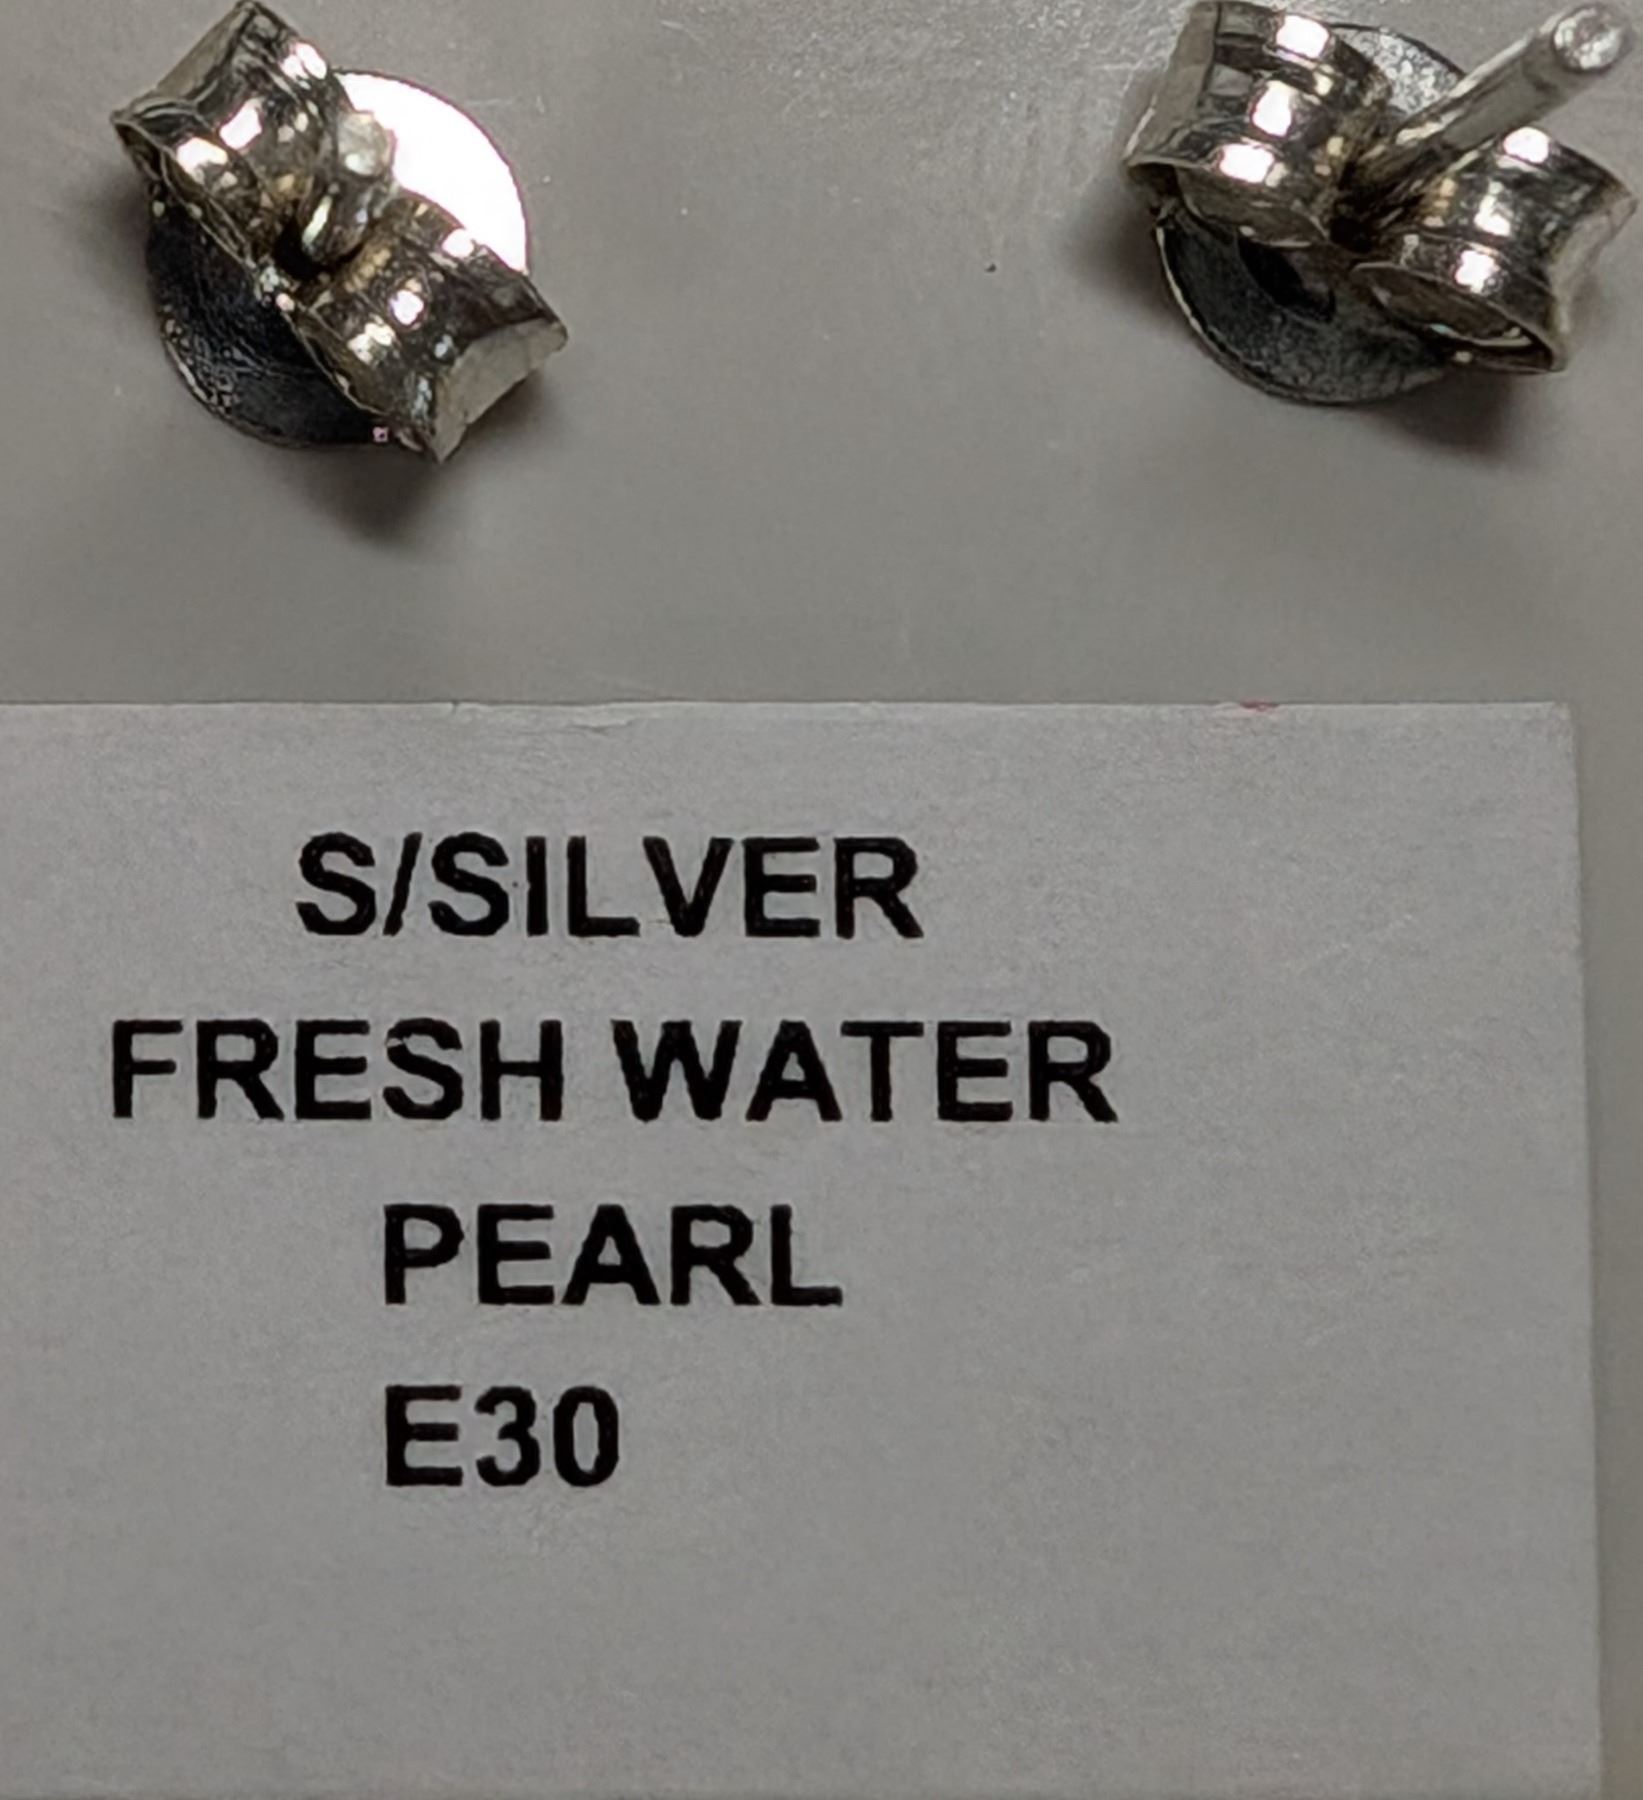 S/SILVER
FRESH WATER
PEARL
E30